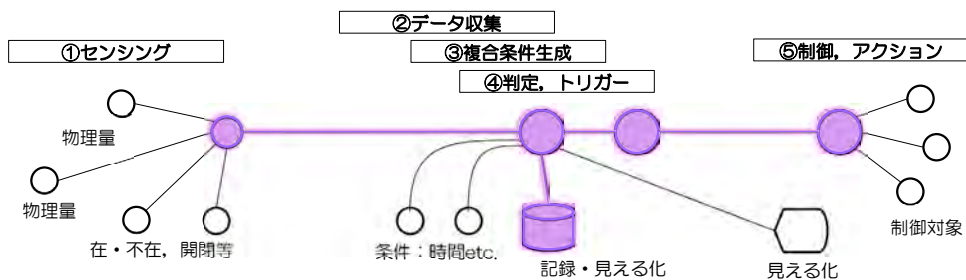 ②データ収集
①センシング
③複合条件生成
⑤制御，アクション
④判定，トリガー
物理量
物理量
在・不在，開閉等
条件：時間etc.
記録・見える化
見える化
制御対象